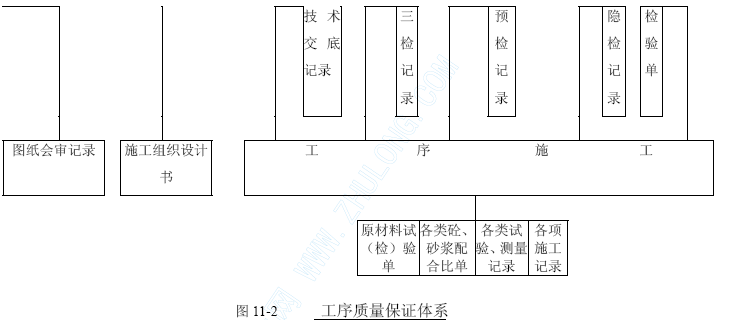 技 术
交 底
记录
三
检
记
录
预
检
记
录
隐
检
记
录
检
验
单
图纸会审记录
施工组织设计
书
工 序 施 工
原材料试
（检）验
单
各类砼、
砂浆配
合比单
各类试
验、测量
记录
各项
施工
记录
图 11-2 工序质量保证体系
网 WWW.ZHULONG.COM